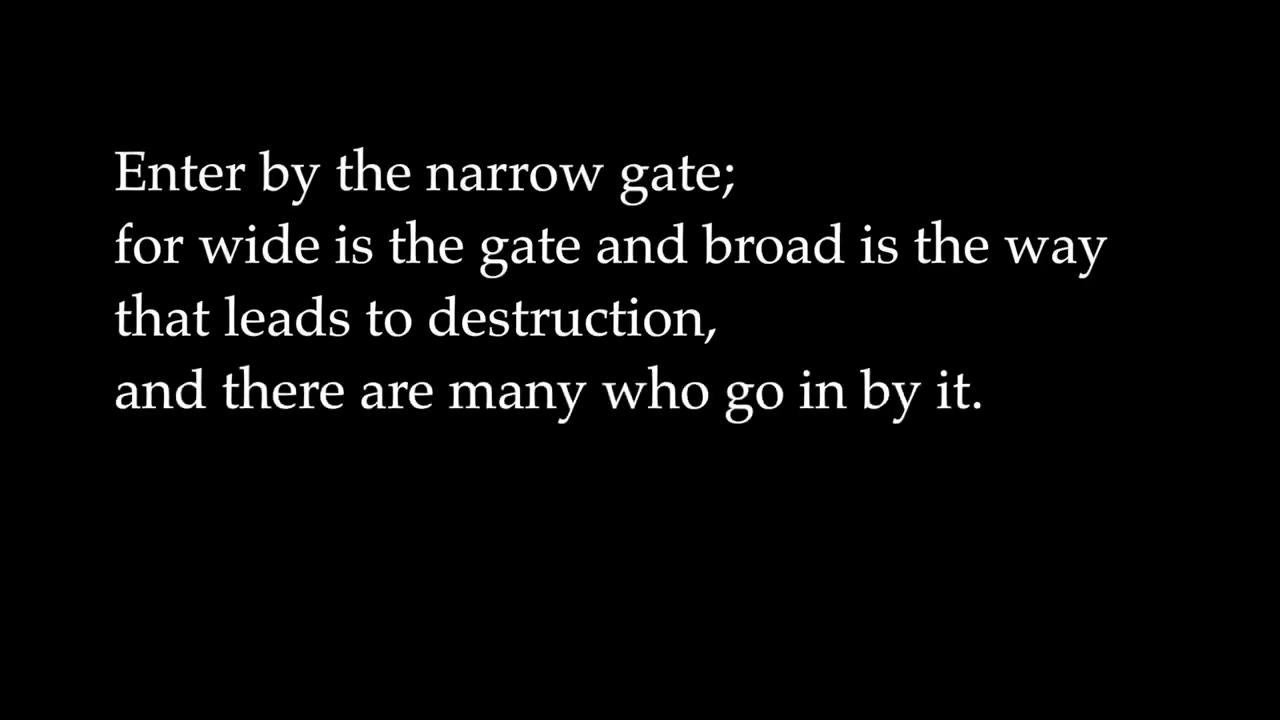 Enter by the narrow gate;
for wide is the gate and broad is the way
that leads to destruction,
and there are many who go in by it.